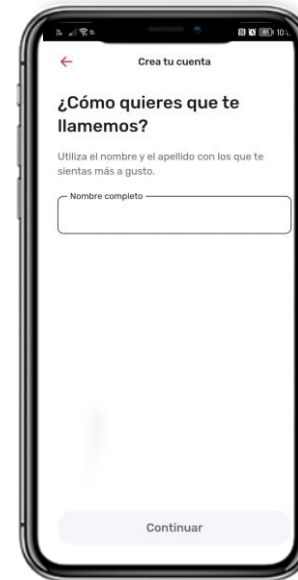 10:
Crea tu cuenta
¿Cómo quieres que te
llamemos?
Utiliza el nombre y el apellido con los que te
sientas más a gusto.
Nombre completo
Continuar